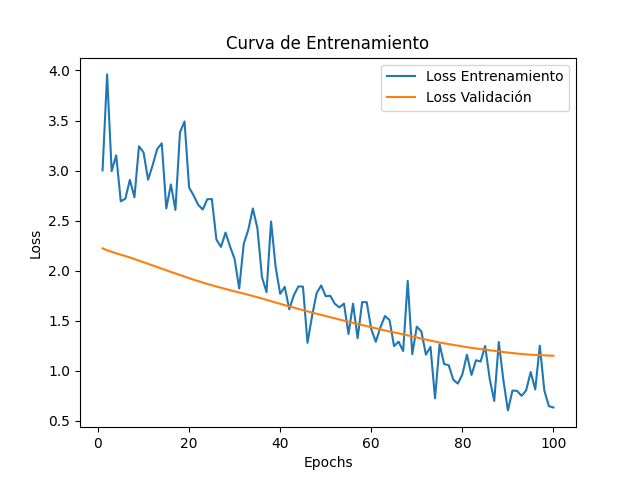 Curva de Entrenamiento
Loss Entrenamiento
Loss Validación
4.0
3.5
3.0
2.5
2.0
1.5
1.0
0.5
Loss
0 20 40 60 80 100
Epochs